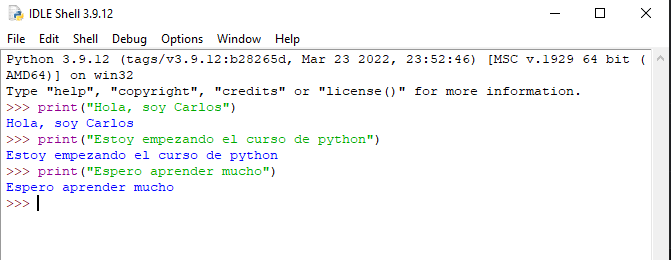 IDLE Shell 3.9.12
File Edit Shell Debug Options Window Help
Python 3.9.12 (tags/v3.9.12:b28265d, Mar 23 2022, 23:52:46) [MSC v.1929 64 bit (
AMD64)] on win32
Type "help", "copyright", "credits" or "license()" for more information.
>>> print("Hola, soy Carlos")
Hola, soy Carlos
>>> print("Estoy empezando el curso de python")
Estoy empezando el curso de python
>>> print("Espero aprender mucho")
Espero aprender mucho
>>>